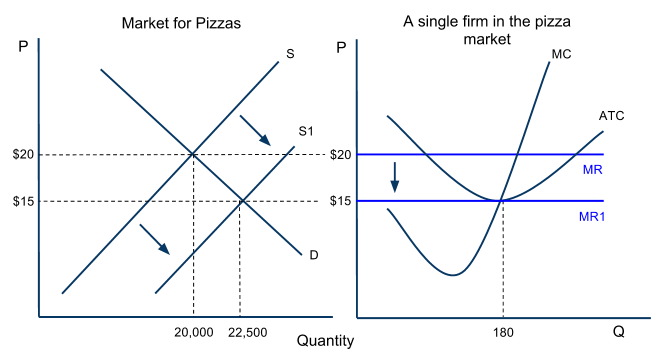 Market for Pizzas
P
S
S1
$20
$15
D
20,000
22,500
Quantity
A single firm in the pizza
market
P
MC
ATC
$20
MR
$15
MR1
180
Q